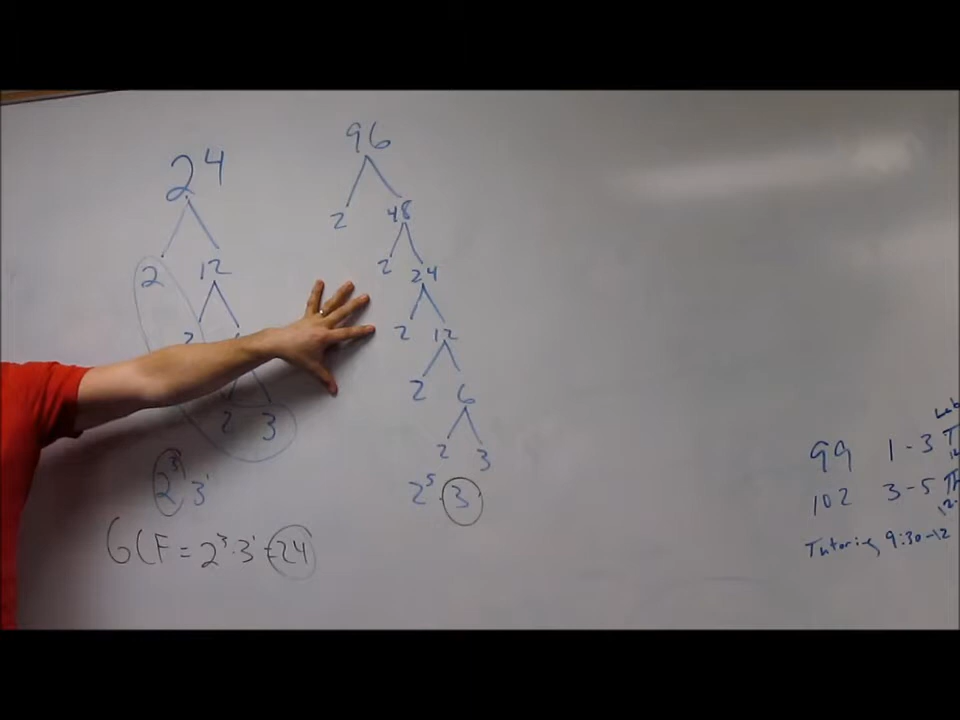 24
96
2 48
2 12
2 24
2 12
2 6
2 3
2 3
2³ · 3¹
2⁵ · 3
GCF = 2³ · 3¹ = 24
Lab
99 1-3
102 3-5
Tutoring 9:30-12